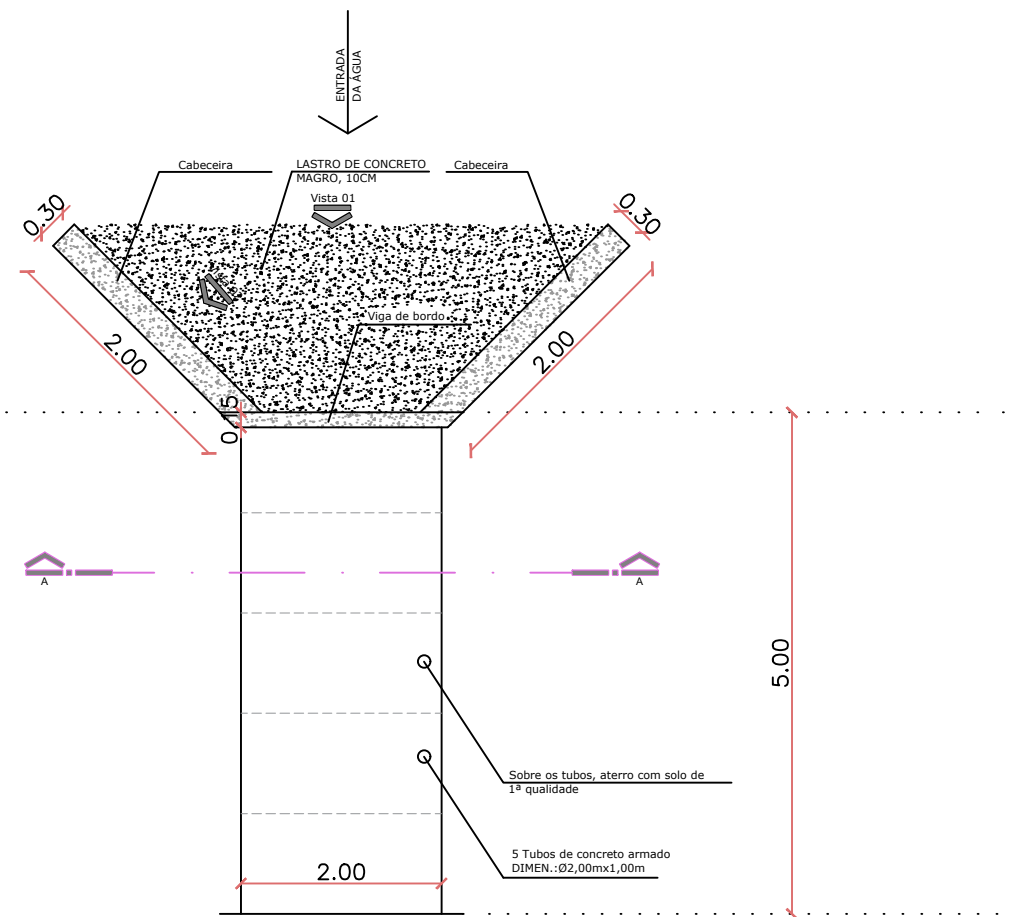 ENTRADA
DA ÁGUA
Cabeceira
LASTRO DE CONCRETO
MAGRO, 10CM
Cabeceira
Vista 01
0.30
0.30
Viga de bordo
2.00
2.00
0.15
A
A
5.00
Sobre os tubos, aterro com solo de
1ª qualidade
5 Tubos de concreto armado
DIMEN.:Ø2,00mx1,00m
2.00